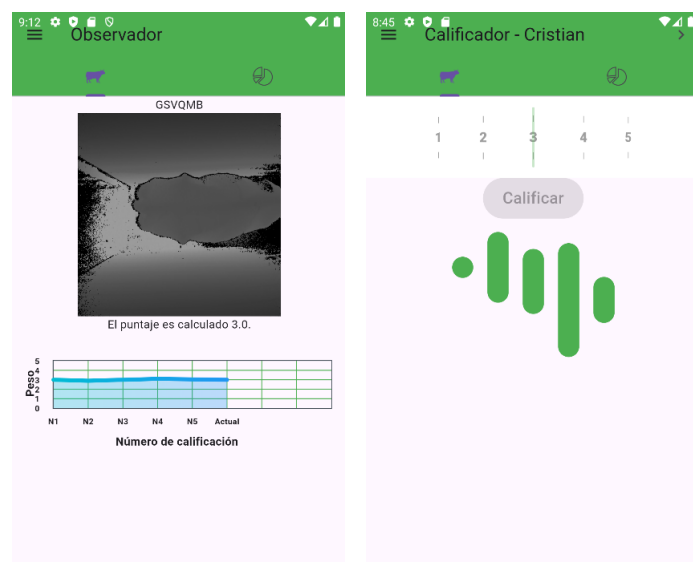 9:12
Observador
GSVQMB
El puntaje es calculado 3.0.
Peso
5
4
3
2
1
0
N1 N2 N3 N4 N5 Actual
Número de calificación
8:45
Calificador - Cristian
1 2 3 4 5
Calificar